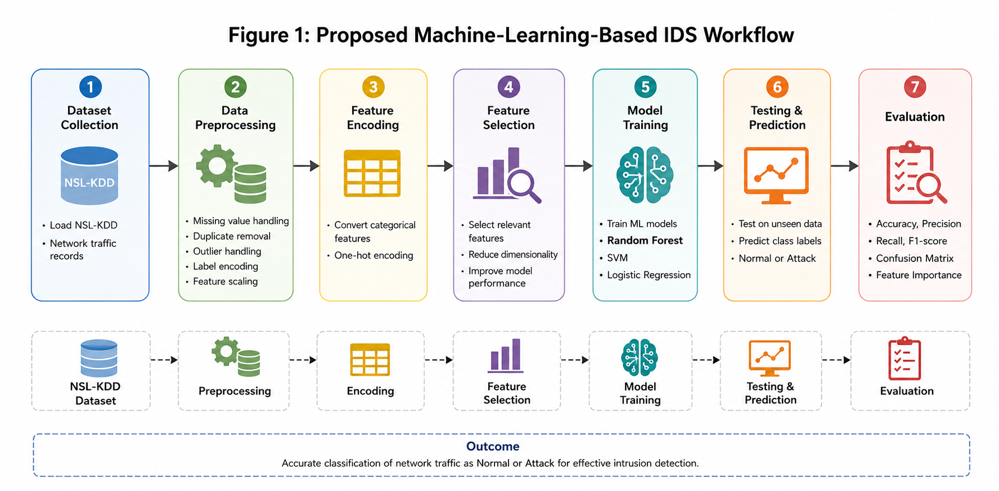 Figure 1: Proposed Machine-Learning-Based IDS Workflow
1
Dataset
Collection
NSL-KDD
• Load NSL-KDD
• Network traffic
records
2
Data
Preprocessing
• Missing value handling
• Duplicate removal
• Outlier handling
• Label encoding
• Feature scaling
3
Feature
Encoding
• Convert categorical
features
• One-hot encoding
4
Feature
Selection
• Select relevant
features
• Reduce dimensionality
• Improve model
performance
5
Model
Training
• Train ML models
• Random Forest
• SVM
• Logistic Regression
6
Testing &
Prediction
• Test on unseen data
• Predict class labels
• Normal or Attack
7
Evaluation
• Accuracy, Precision
• Recall, F1-score
• Confusion Matrix
• Feature Importance
NSL-KDD
Dataset
Preprocessing
Encoding
Feature
Selection
Model
Training
Testing &
Prediction
Evaluation
Outcome
Accurate classification of network traffic as Normal or Attack for effective intrusion detection.